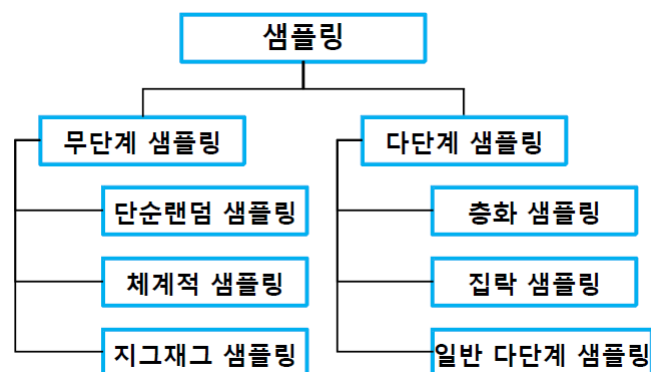 샘플링
무단계 샘플링
다단계 샘플링
단순랜덤 샘플링
층화 샘플링
체계적 샘플링
집락 샘플링
지그재그 샘플링
일반 다단계 샘플링